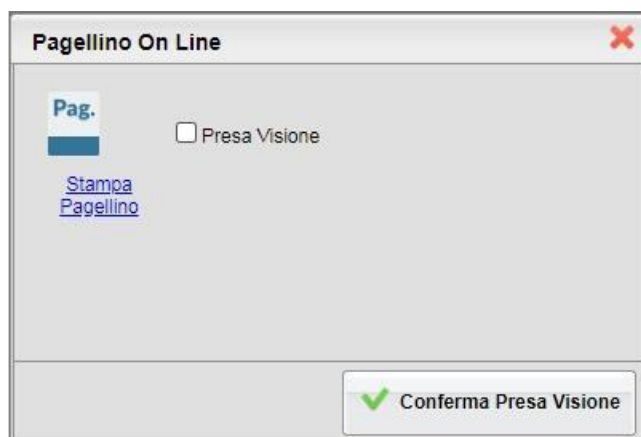 Pagellino On Line
Pag.
Presa Visione
Stampa
Pagellino
Conferma Presa Visione